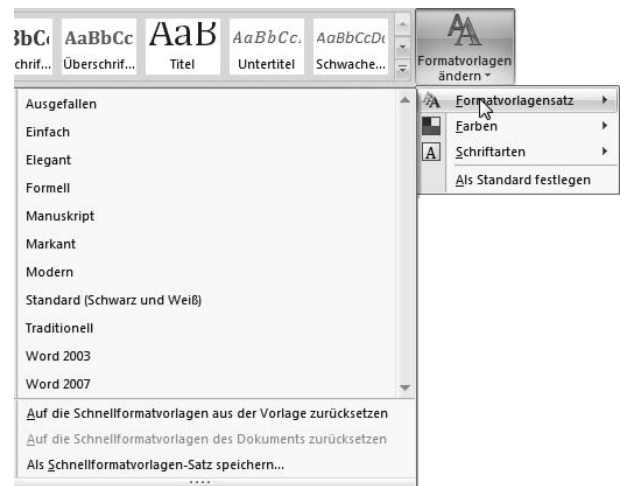 3bC AaBbCc AaB AaBbCc. AaBbCcD
chrif... Überschrif... Titel Untertitel Schwache...
Formatvorlagen
ändern
Formatvorlagensatz
Farben
A Schriftarten
Als Standard festlegen
Ausgefallen
Einfach
Elegant
Formell
Manuskript
Markant
Modern
Standard (Schwarz und Weiß)
Traditionell
Word 2003
Word 2007
Auf die Schnellformatvorlagen aus der Vorlage zurücksetzen
Auf die Schnellformatvorlagen des Dokuments zurücksetzen
Als Schnellformatvorlagen-Satz speichern...